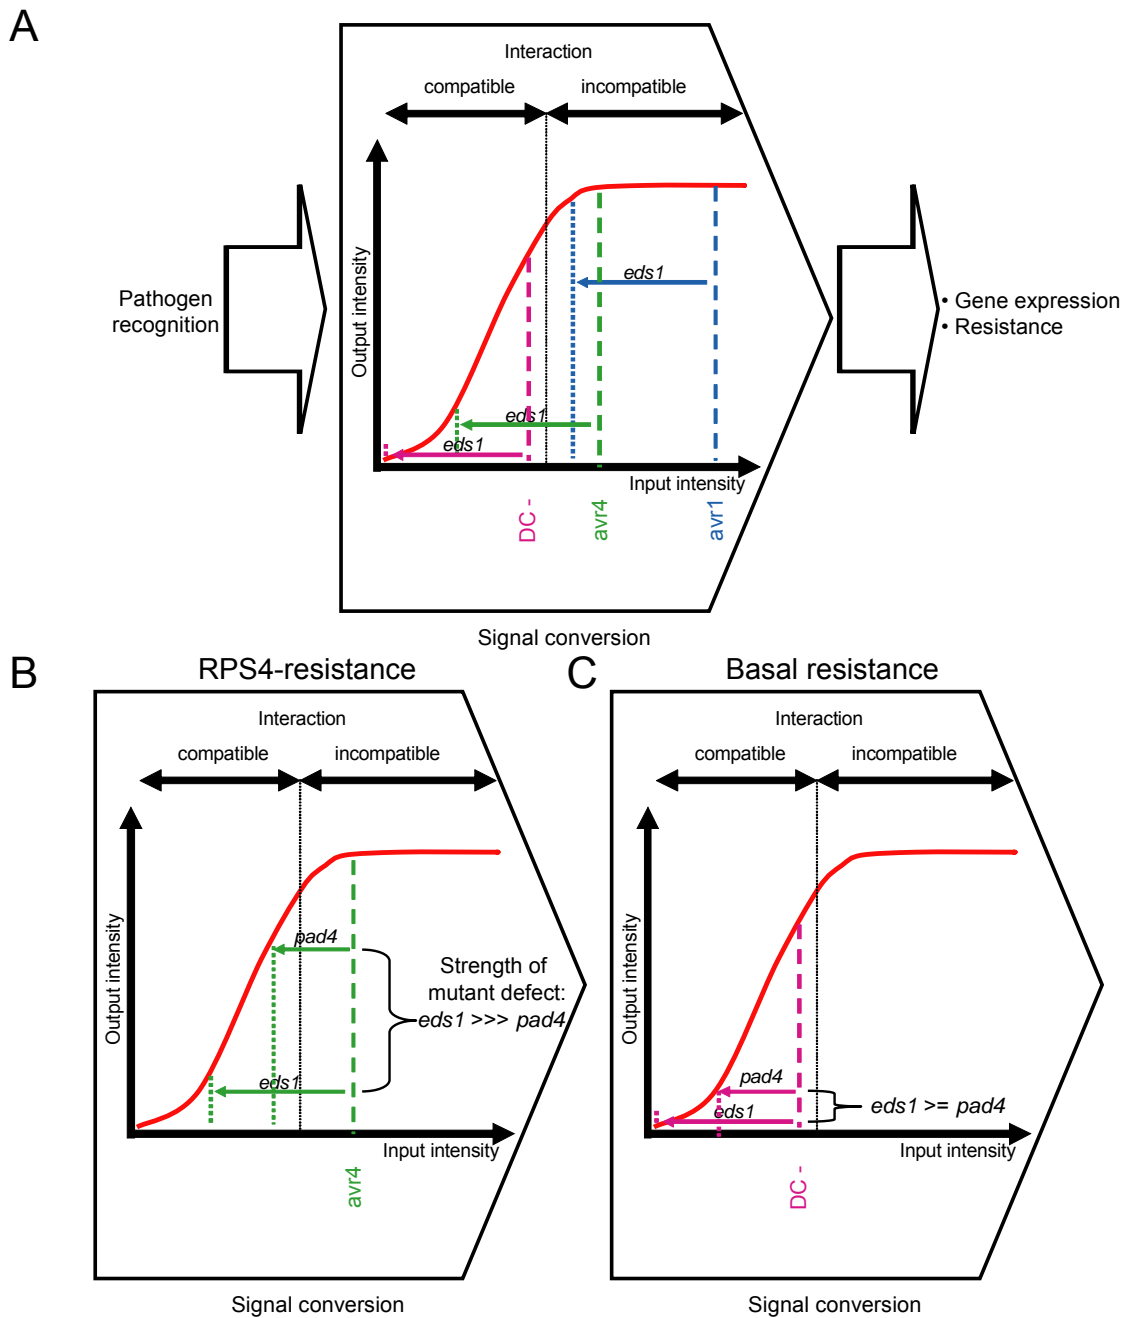 A
Interaction
compatible
incompatible
Output intensity
eds1
eds1
eds1
Input intensity
DC -
avr4
avr1
Pathogen
recognition
• Gene expression
• Resistance
Signal conversion
B
RPS4-resistance
Interaction
compatible
incompatible
Output intensity
pad4
Strength of
mutant defect:
eds1 >>> pad4
eds1
Input intensity
avr4
Signal conversion
C
Basal resistance
Interaction
compatible
incompatible
Output intensity
pad4
eds1
eds1 >= pad4
Input intensity
DC -
Signal conversion